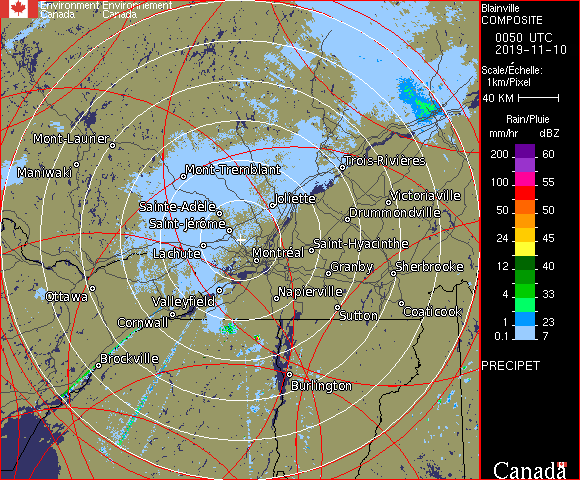 Environment Environnement
Canada Canada
Blainville
COMPOSITE
0050 UTC
2019-11-10
Scale/Échelle:
1km/Pixel
40 KM
Rain/Pluie
mm/hr dBZ
200 60
100 55
50 50
24 45
12 40
4 33
1 23
0.1 7
PRECIPET
Canada
Mont-Laurier
Maniwaki
Mont-Tremblant
Trois-Rivières
Sainte-Adèle
Joliette
Victoriaville
Drummondville
Saint-Jérôme
Lachute
Montréal
Saint-Hyacinthe
Granby
Sherbrooke
Ottawa
Valleyfield
Napierville
Cornwall
Sutton
Coaticook
Brockville
Burlington